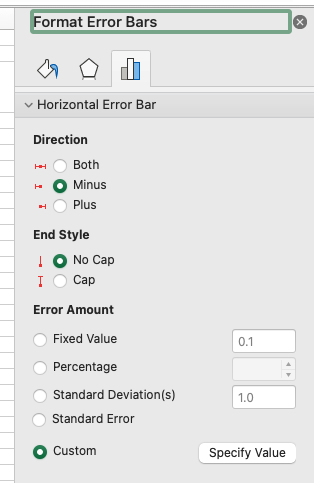 Format Error Bars
Horizontal Error Bar
Direction
Both
Minus
Plus
End Style
No Cap
Cap
Error Amount
Fixed Value 0.1
Percentage
Standard Deviation(s) 1.0
Standard Error
Custom Specify Value